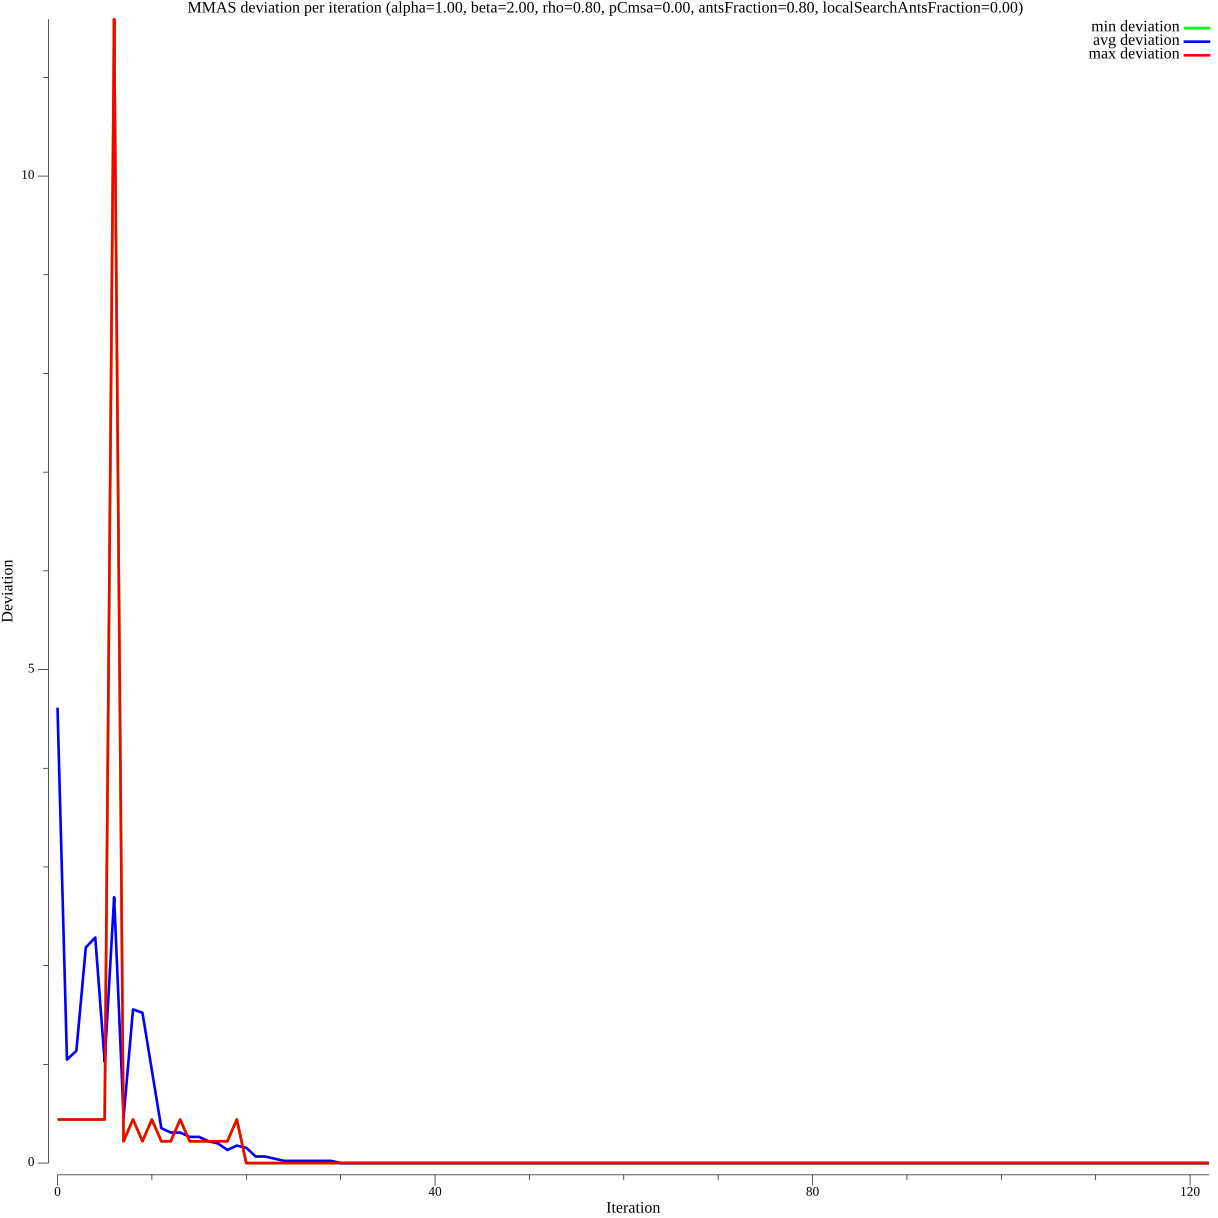 MMAS deviation per iteration (alpha=1.00, beta=2.00, rho=0.80, pCmsa=0.00, antsFraction=0.80, localSearchAntsFraction=0.00)
min deviation
avg deviation
max deviation
10
5
0
Deviation
0
40
80
120
Iteration